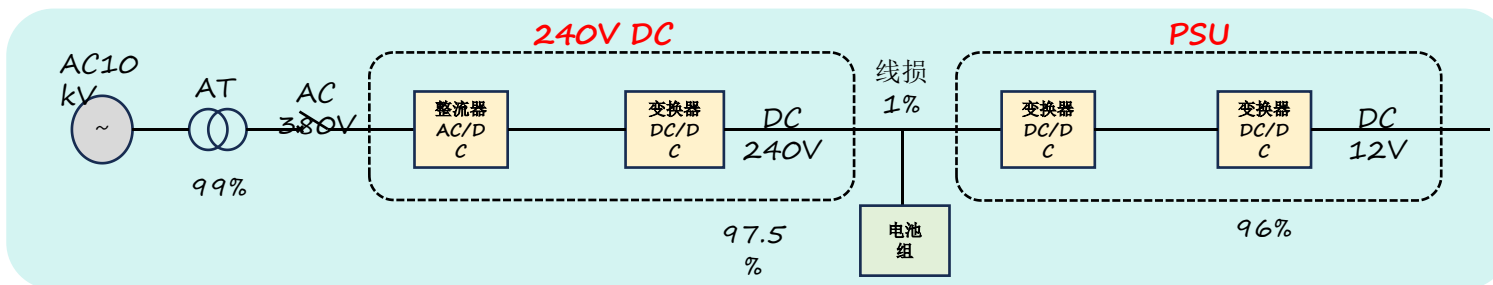 240V DC
PSU
AC10
kV
AT
AC
380V
99%
~
整流器
AC/D
C
变换器
DC/D
C
DC
240V
97.5
%
线损
1%
电池
组
变换器
DC/D
C
变换器
DC/D
C
DC
12V
96%